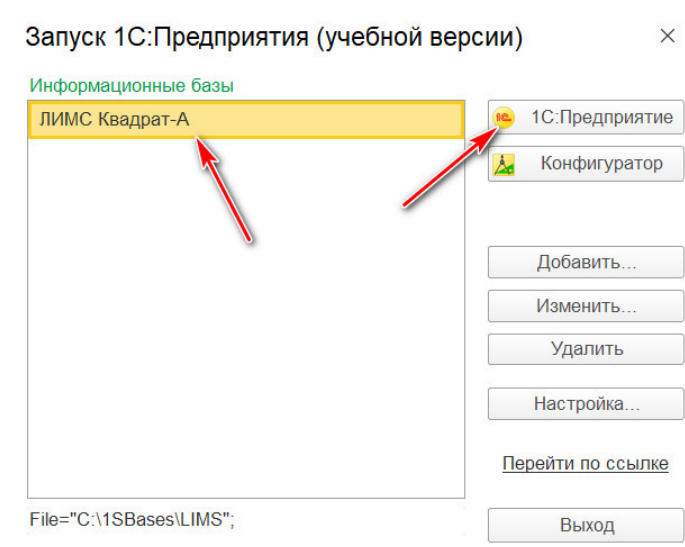 Запуск 1С:Предприятия (учебной версии)
Информационные базы
ЛИМС Квадрат-А
1С:Предприятие
Конфигуратор
Добавить...
Изменить...
Удалить
Настройка...
Перейти по ссылке
File="C:\1SBases\LIMS";
Выход